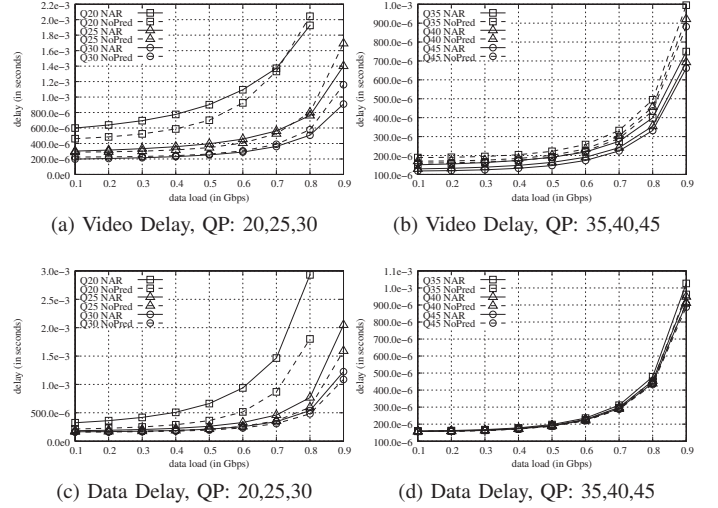 2.2e−3
2.0e−3
1.8e−3
1.6e−3
1.4e−3
1.2e−3
1.0e−3
800.0e−6
600.0e−6
400.0e−6
200.0e−6
0.0e0
delay (in seconds)
Q20 NAR
Q20 NoPred
Q25 NAR
Q25 NoPred
Q30 NAR
Q30 NoPred
0.1 0.2 0.3 0.4 0.5 0.6 0.7 0.8 0.9
data load (in Gbps)
(a) Video Delay, QP: 20,25,30
1.0e−3
900.0e−6
800.0e−6
700.0e−6
600.0e−6
500.0e−6
400.0e−6
300.0e−6
200.0e−6
100.0e−6
delay (in seconds)
Q35 NAR
Q35 NoPred
Q40 NAR
Q40 NoPred
Q45 NAR
Q45 NoPred
0.1 0.2 0.3 0.4 0.5 0.6 0.7 0.8 0.9
data load (in Gbps)
(b) Video Delay, QP: 35,40,45
3.0e−3
2.5e−3
2.0e−3
1.5e−3
1.0e−3
500.0e−6
0.0e0
delay (in seconds)
Q20 NAR
Q20 NoPred
Q25 NAR
Q25 NoPred
Q30 NAR
Q30 NoPred
0.1 0.2 0.3 0.4 0.5 0.6 0.7 0.8 0.9
data load (in Gbps)
(c) Data Delay, QP: 20,25,30
1.1e−3
1.0e−3
900.0e−6
800.0e−6
700.0e−6
600.0e−6
500.0e−6
400.0e−6
300.0e−6
200.0e−6
100.0e−6
delay (in seconds)
Q35 NAR
Q35 NoPred
Q40 NAR
Q40 NoPred
Q45 NAR
Q45 NoPred
0.1 0.2 0.3 0.4 0.5 0.6 0.7 0.8 0.9
data load (in Gbps)
(d) Data Delay, QP: 35,40,45